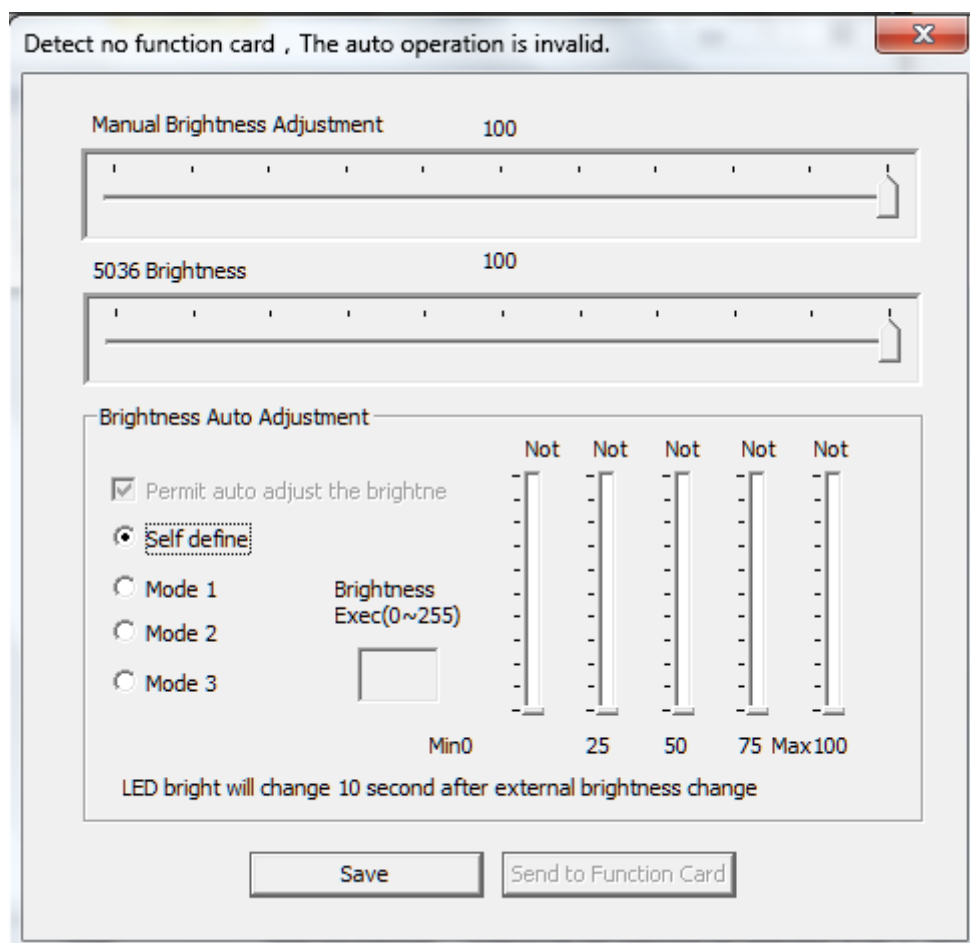 Detect no function card , The auto operation is invalid.
Manual Brightness Adjustment 100
5036 Brightness 100
Brightness Auto Adjustment
Not Not Not Not Not
Permit auto adjust the brightne
Self define
Mode 1
Mode 2
Mode 3
Brightness
Exec(0~255)
Min0 25 50 75 Max100
LED bright will change 10 second after external brightness change
Save Send to Function Card